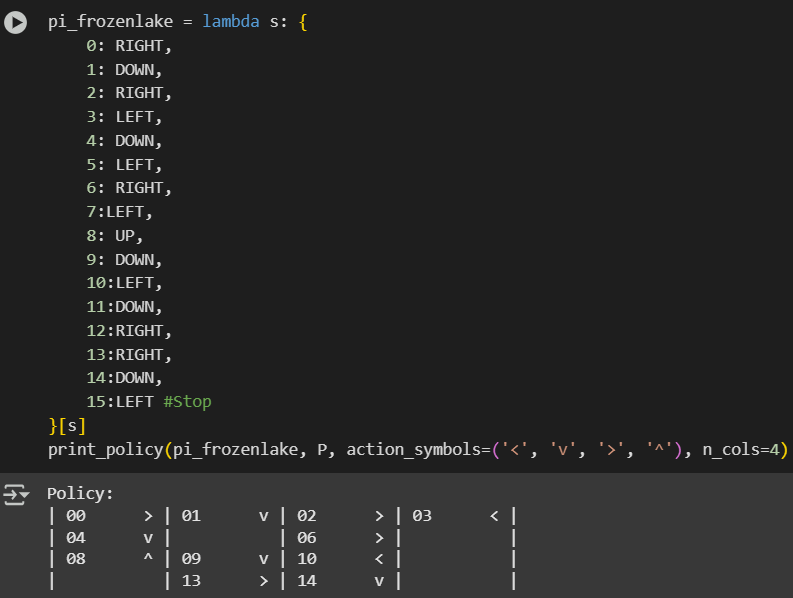 pi_frozenlake = lambda s: {
    0: RIGHT,
    1: DOWN,
    2: RIGHT,
    3: LEFT,
    4: DOWN,
    5: LEFT,
    6: RIGHT,
    7:LEFT,
    8: UP,
    9: DOWN,
    10:LEFT,
    11:DOWN,
    12:RIGHT,
    13:RIGHT,
    14:DOWN,
    15:LEFT #Stop
}[s]
print_policy(pi_frozenlake, P, action_symbols=('<', 'v', '>', '^'), n_cols=4)
Policy:
| 00      > | 01      v | 02      > | 03      < |
| 04      v |           | 06      > |           |
| 08      ^ | 09      v | 10      < |           |
|           | 13      > | 14      v |           |